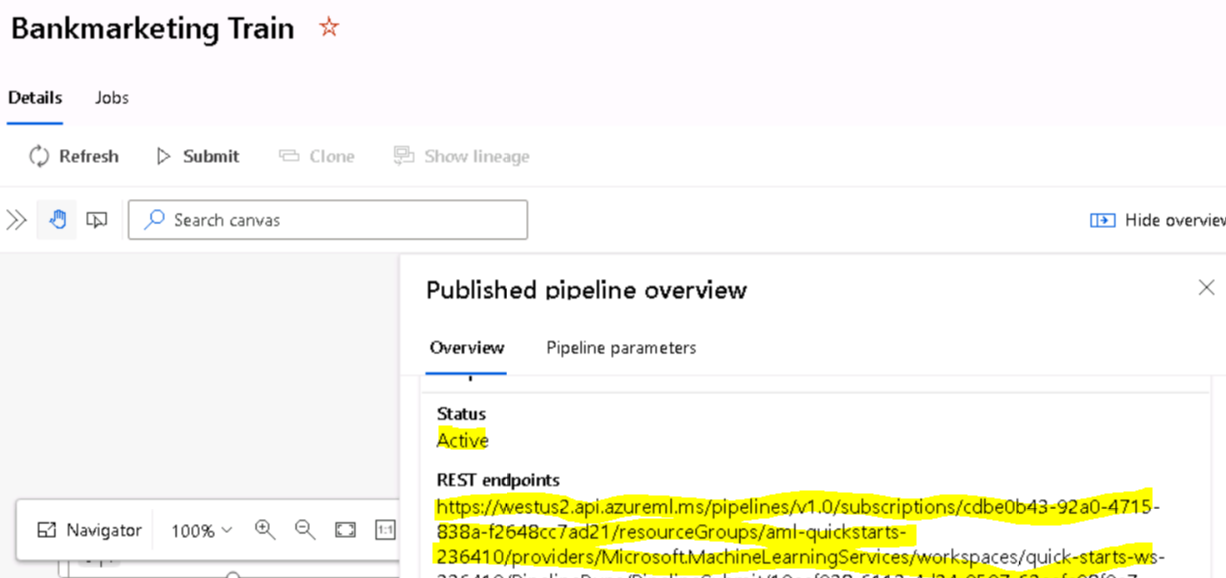 Bankmarketing Train
Details Jobs
Refresh Submit Clone Show lineage
Search canvas Hide overview
Published pipeline overview
Overview Pipeline parameters
Status
Active
REST endpoints
https://westus2.api.azureml.ms/pipelines/v1.0/subscriptions/cdbe0b43-92a0-4715-
838a-f2648cc7ad21/resourceGroups/aml-quickstarts-
236410/providers/Microsoft.MachineLearningServices/workspaces/quick-starts-ws-
Navigator 100% 1:1